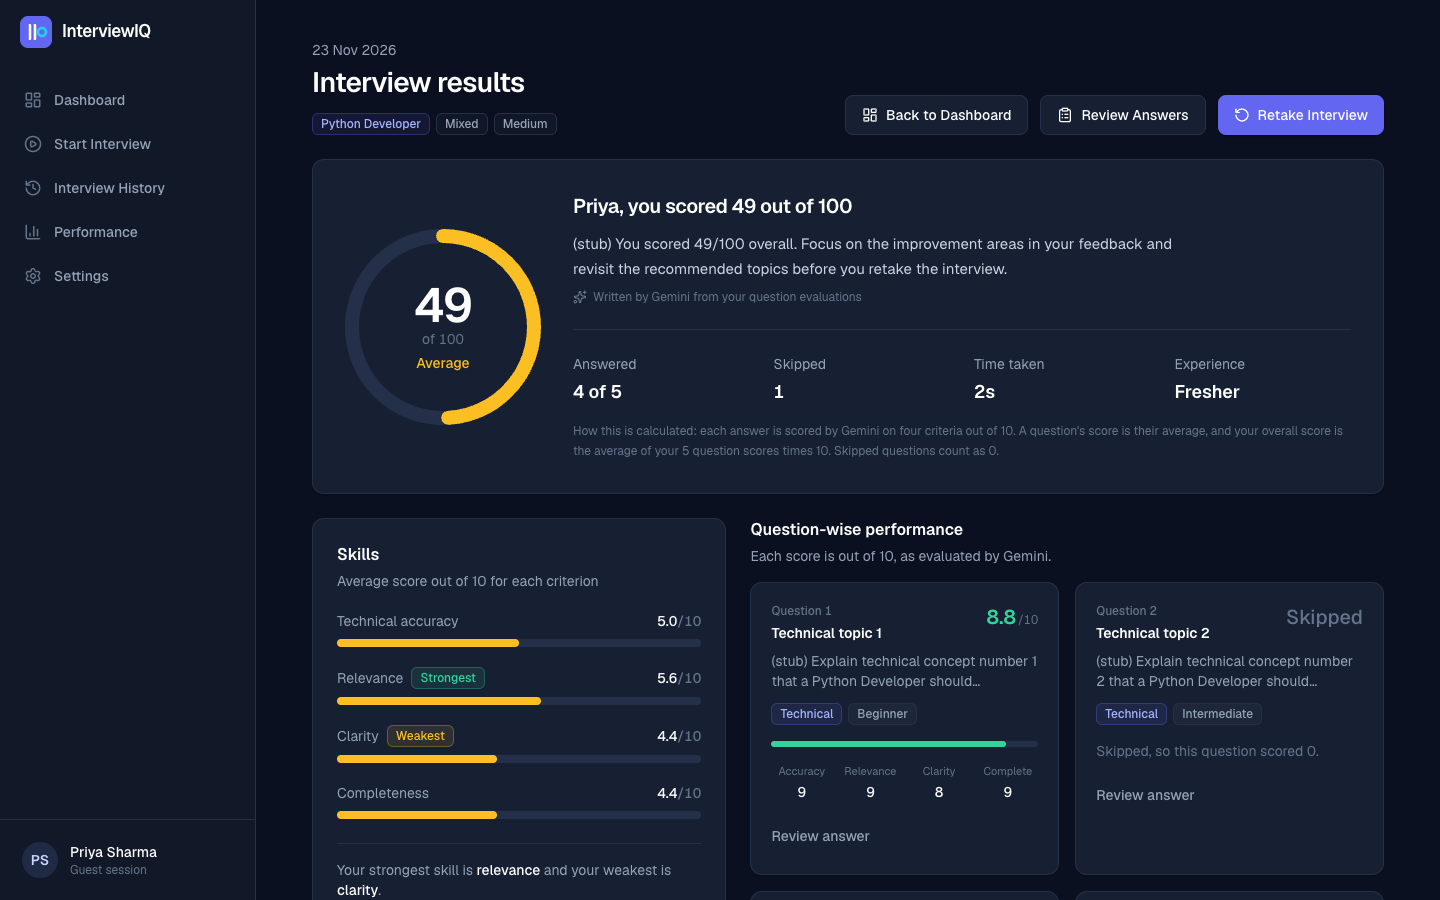 InterviewIQ
Dashboard
Start Interview
Interview History
Performance
Settings
PS
Priya Sharma
Guest session
23 Nov 2026
Interview results
Python Developer
Mixed
Medium
Back to Dashboard
Review Answers
Retake Interview
49
of 100
Average
Priya, you scored 49 out of 100
(stub) You scored 49/100 overall. Focus on the improvement areas in your feedback and
revisit the recommended topics before you retake the interview.
Written by Gemini from your question evaluations
Answered
4 of 5
Skipped
1
Time taken
2s
Experience
Fresher
How this is calculated: each answer is scored by Gemini on four criteria out of 10. A question's score is their average, and your overall score is
the average of your 5 question scores times 10. Skipped questions count as 0.
Skills
Average score out of 10 for each criterion
Technical accuracy 5.0/10
Relevance Strongest 5.6/10
Clarity Weakest 4.4/10
Completeness 4.4/10
Your strongest skill is relevance and your weakest is
clarity.
Question-wise performance
Each score is out of 10, as evaluated by Gemini.
Question 1
8.8/10
Technical topic 1
(stub) Explain technical concept number 1
that a Python Developer should…
Technical
Beginner
Accuracy Relevance Clarity Complete
9 9 8 9
Review answer
Question 2
Skipped
Technical topic 2
(stub) Explain technical concept number
2 that a Python Developer should…
Technical
Intermediate
Skipped, so this question scored 0.
Review answer